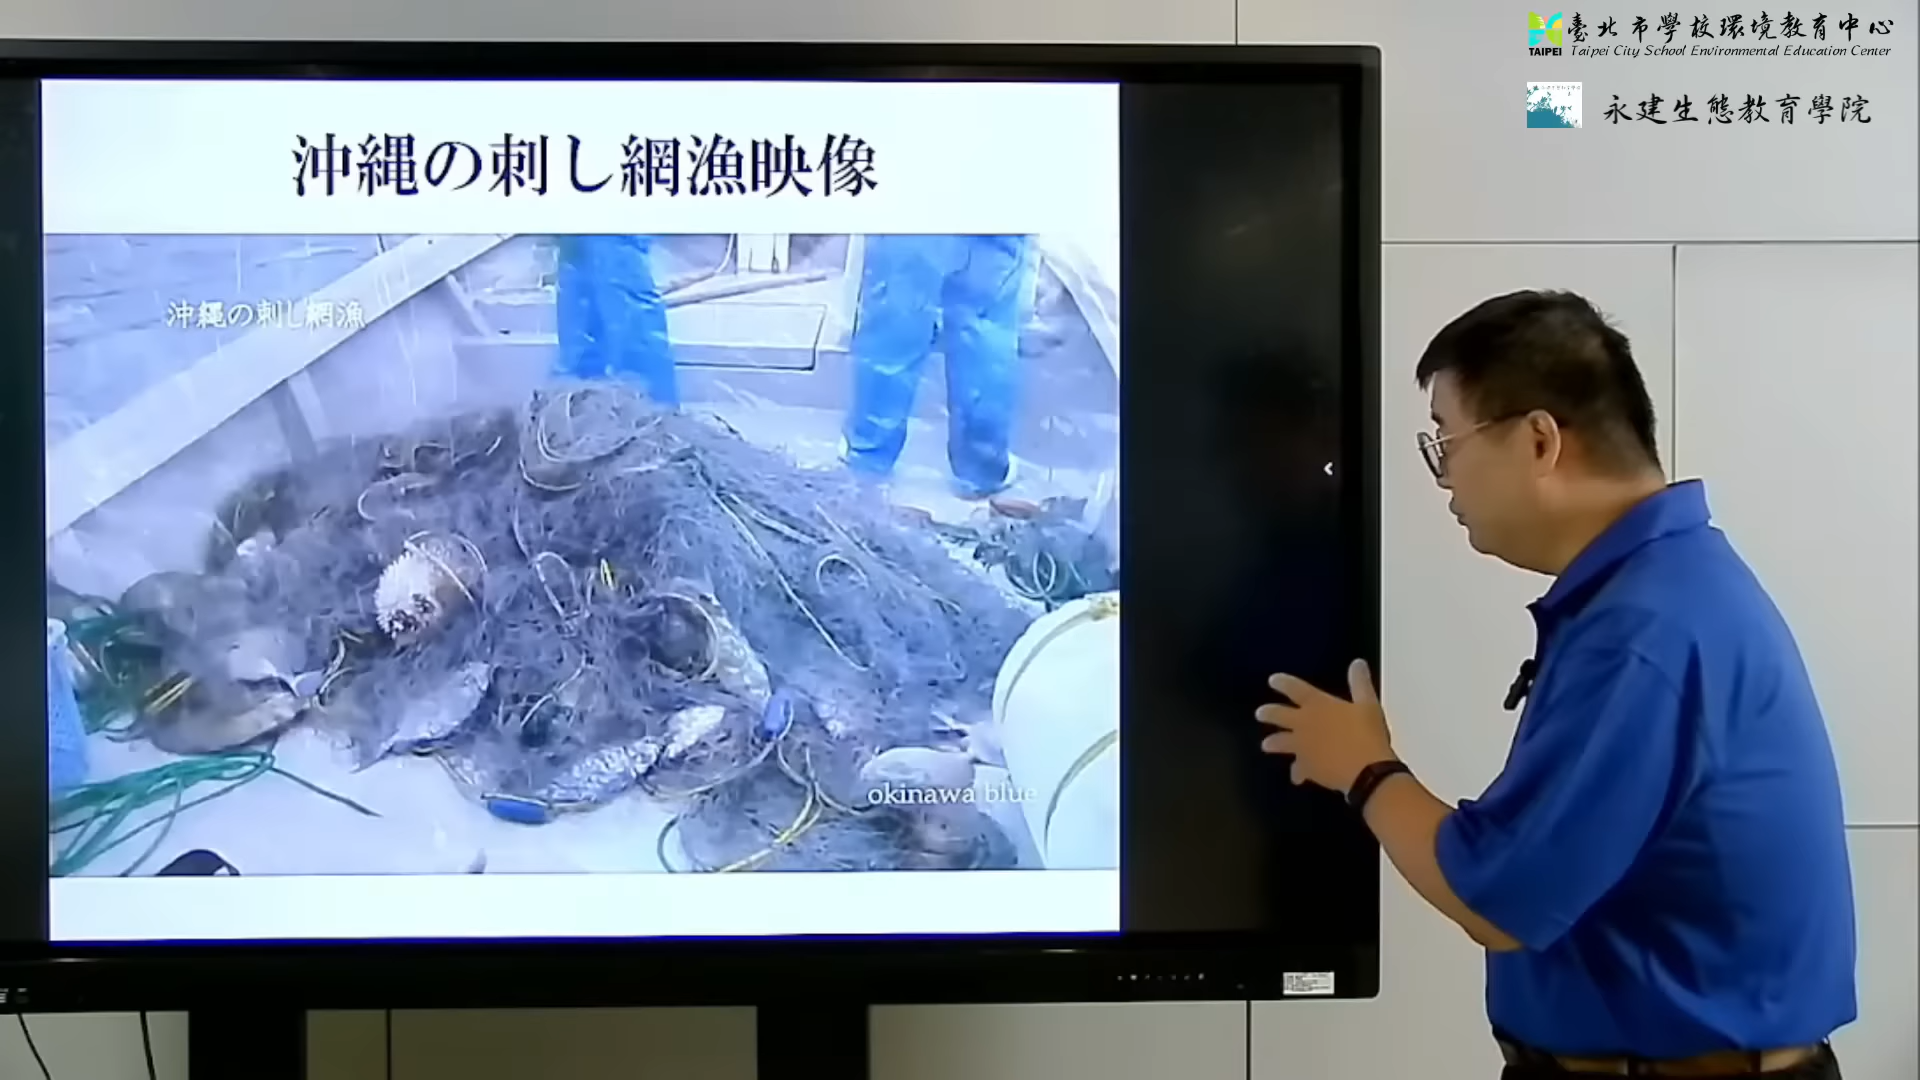 臺北市學校環境教育中心
TAIPEI
Taipei City School Environmental Education Center
永建生態教育學院
沖縄の刺し網漁映像
沖縄の刺し網漁
okinawa blue